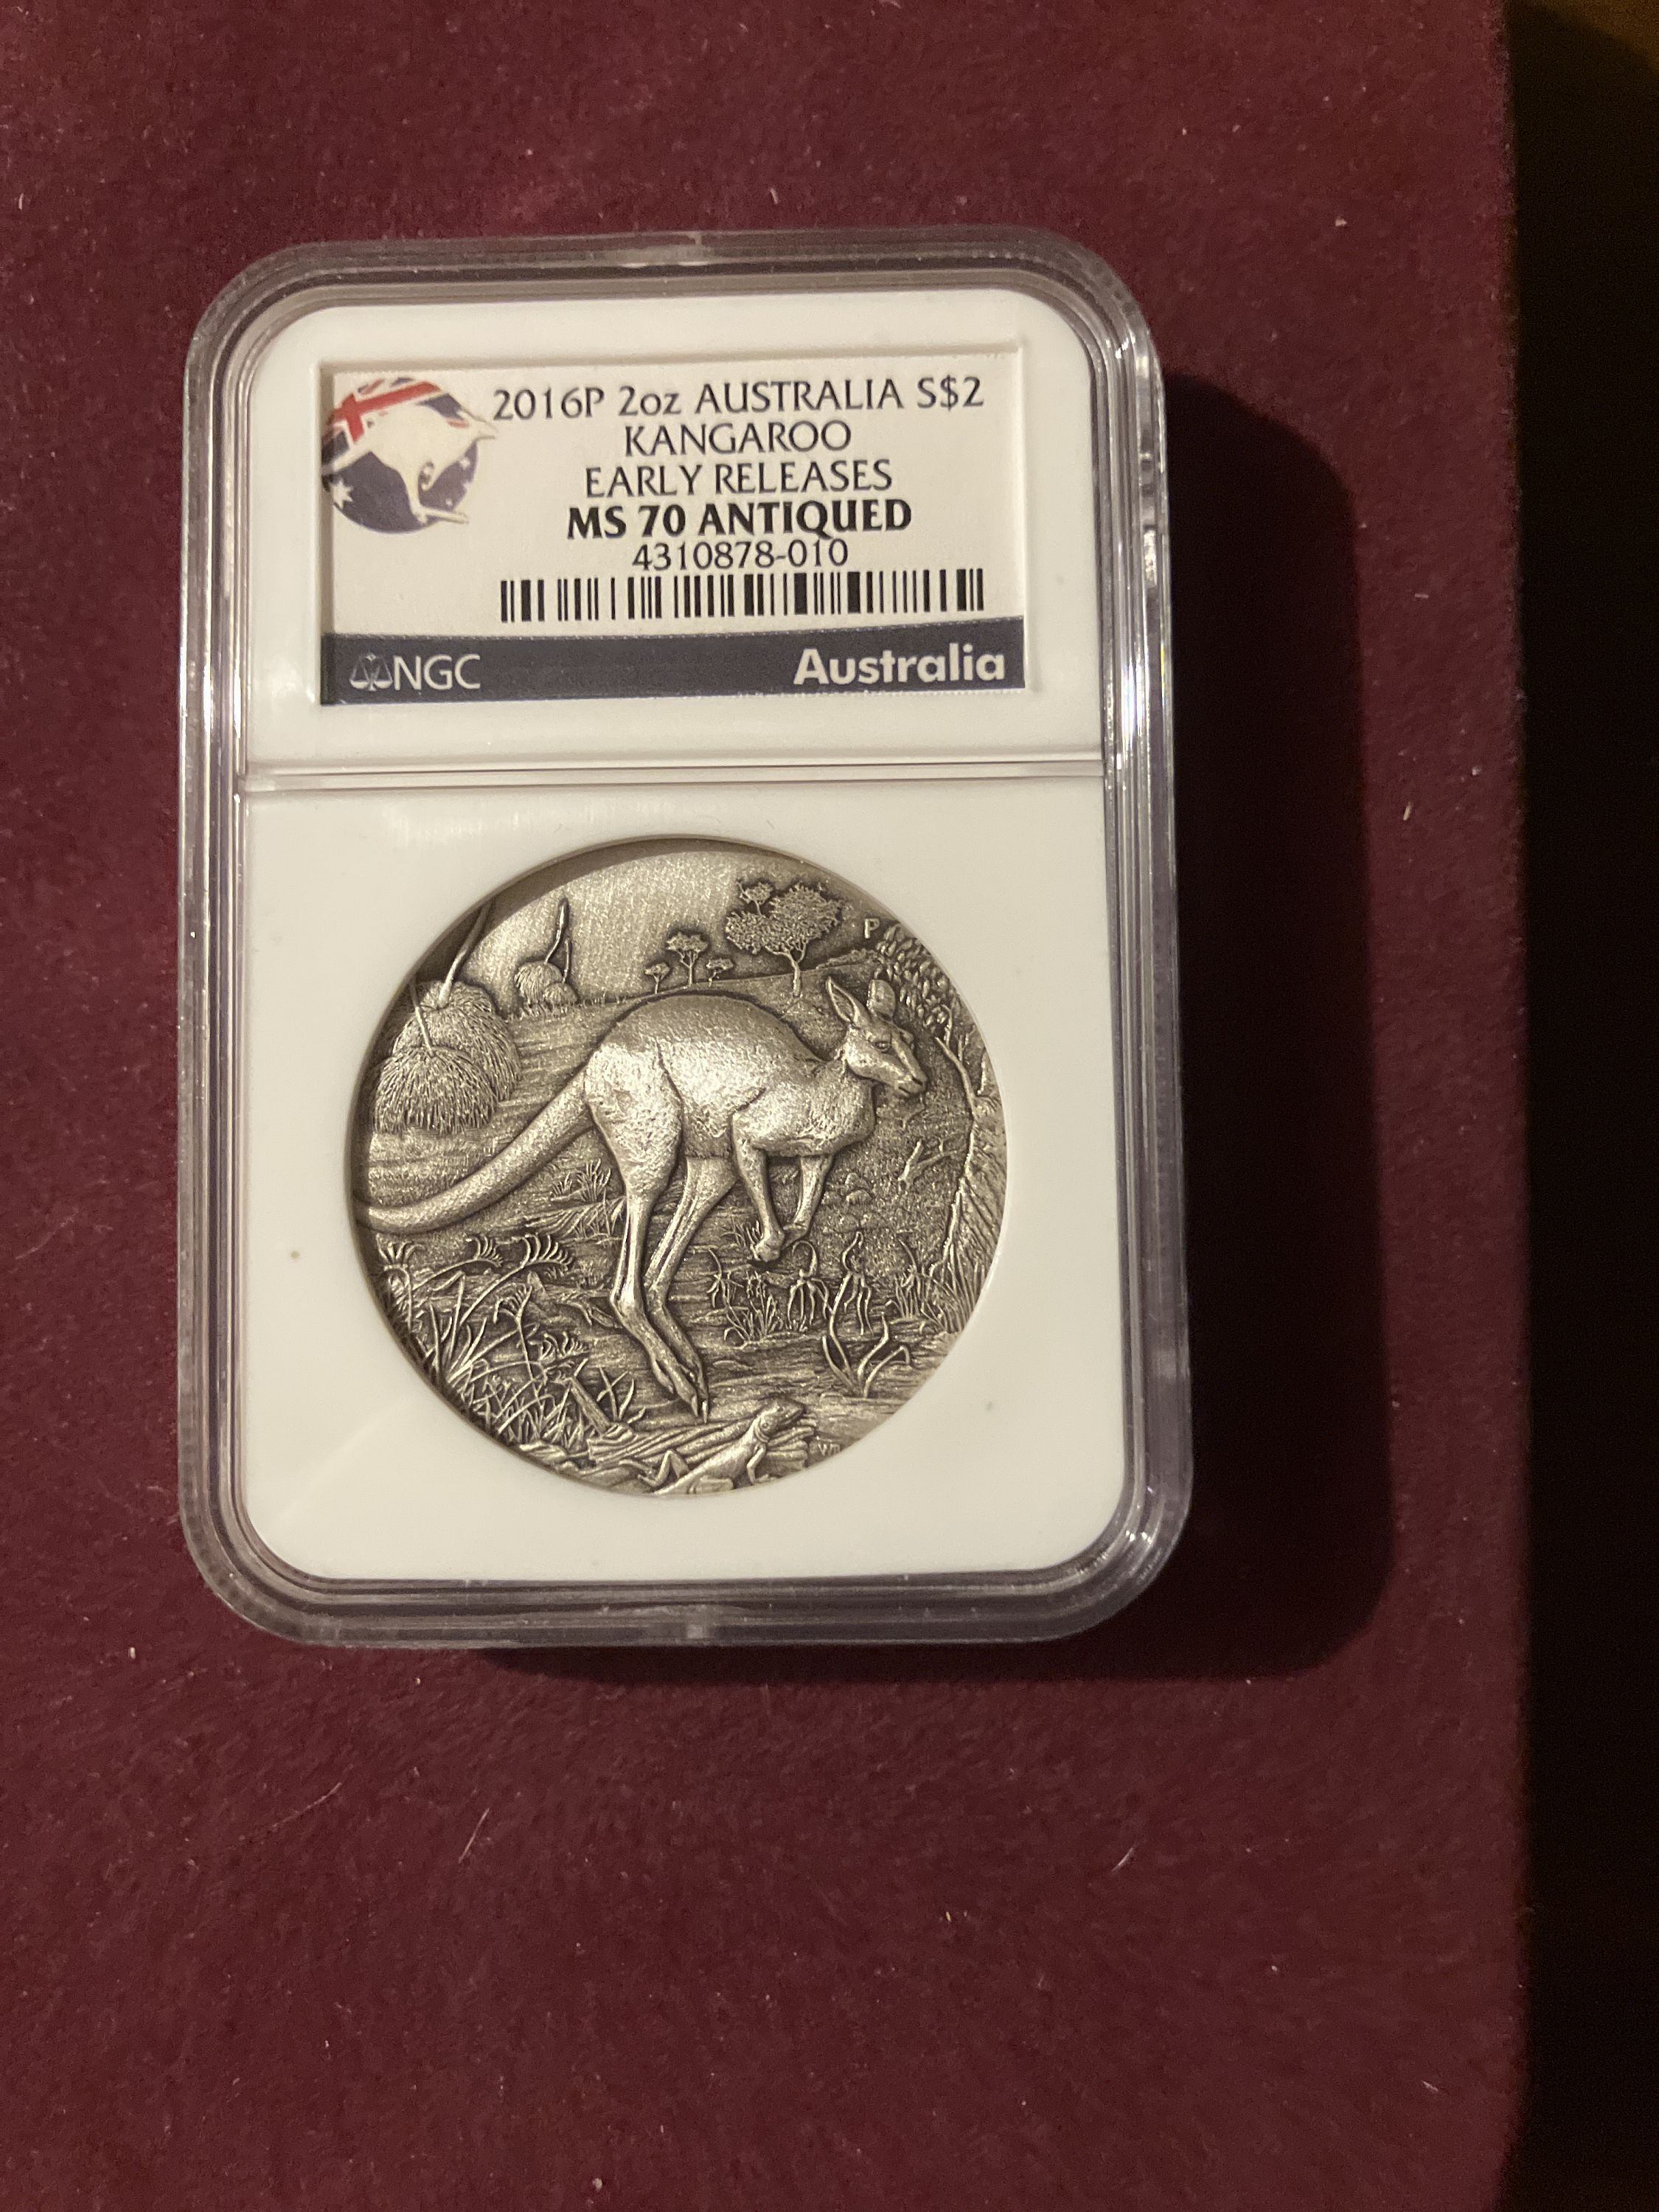 2016P 2oz AUSTRALIA S$2
KANGAROO
EARLY RELEASES
MS 70 ANTIQUED
4310878-010
NGC
Australia
P